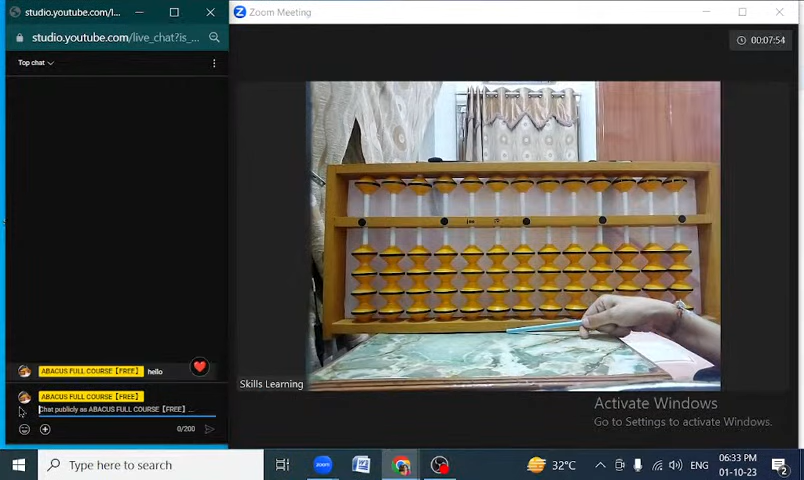 studio.youtube.com/l...
studio.youtube.com/live_chat?is_...
Top chat
ABACUS FULL COURSE【FREE】 hello
ABACUS FULL COURSE【FREE】
Chat publicly as ABACUS FULL COURSE【FREE】...
0/200
Zoom Meeting
00:07:54
Skills Learning
Activate Windows
Go to Settings to activate Windows.
Type here to search
32°C
ENG
06:33 PM
01-10-23
2